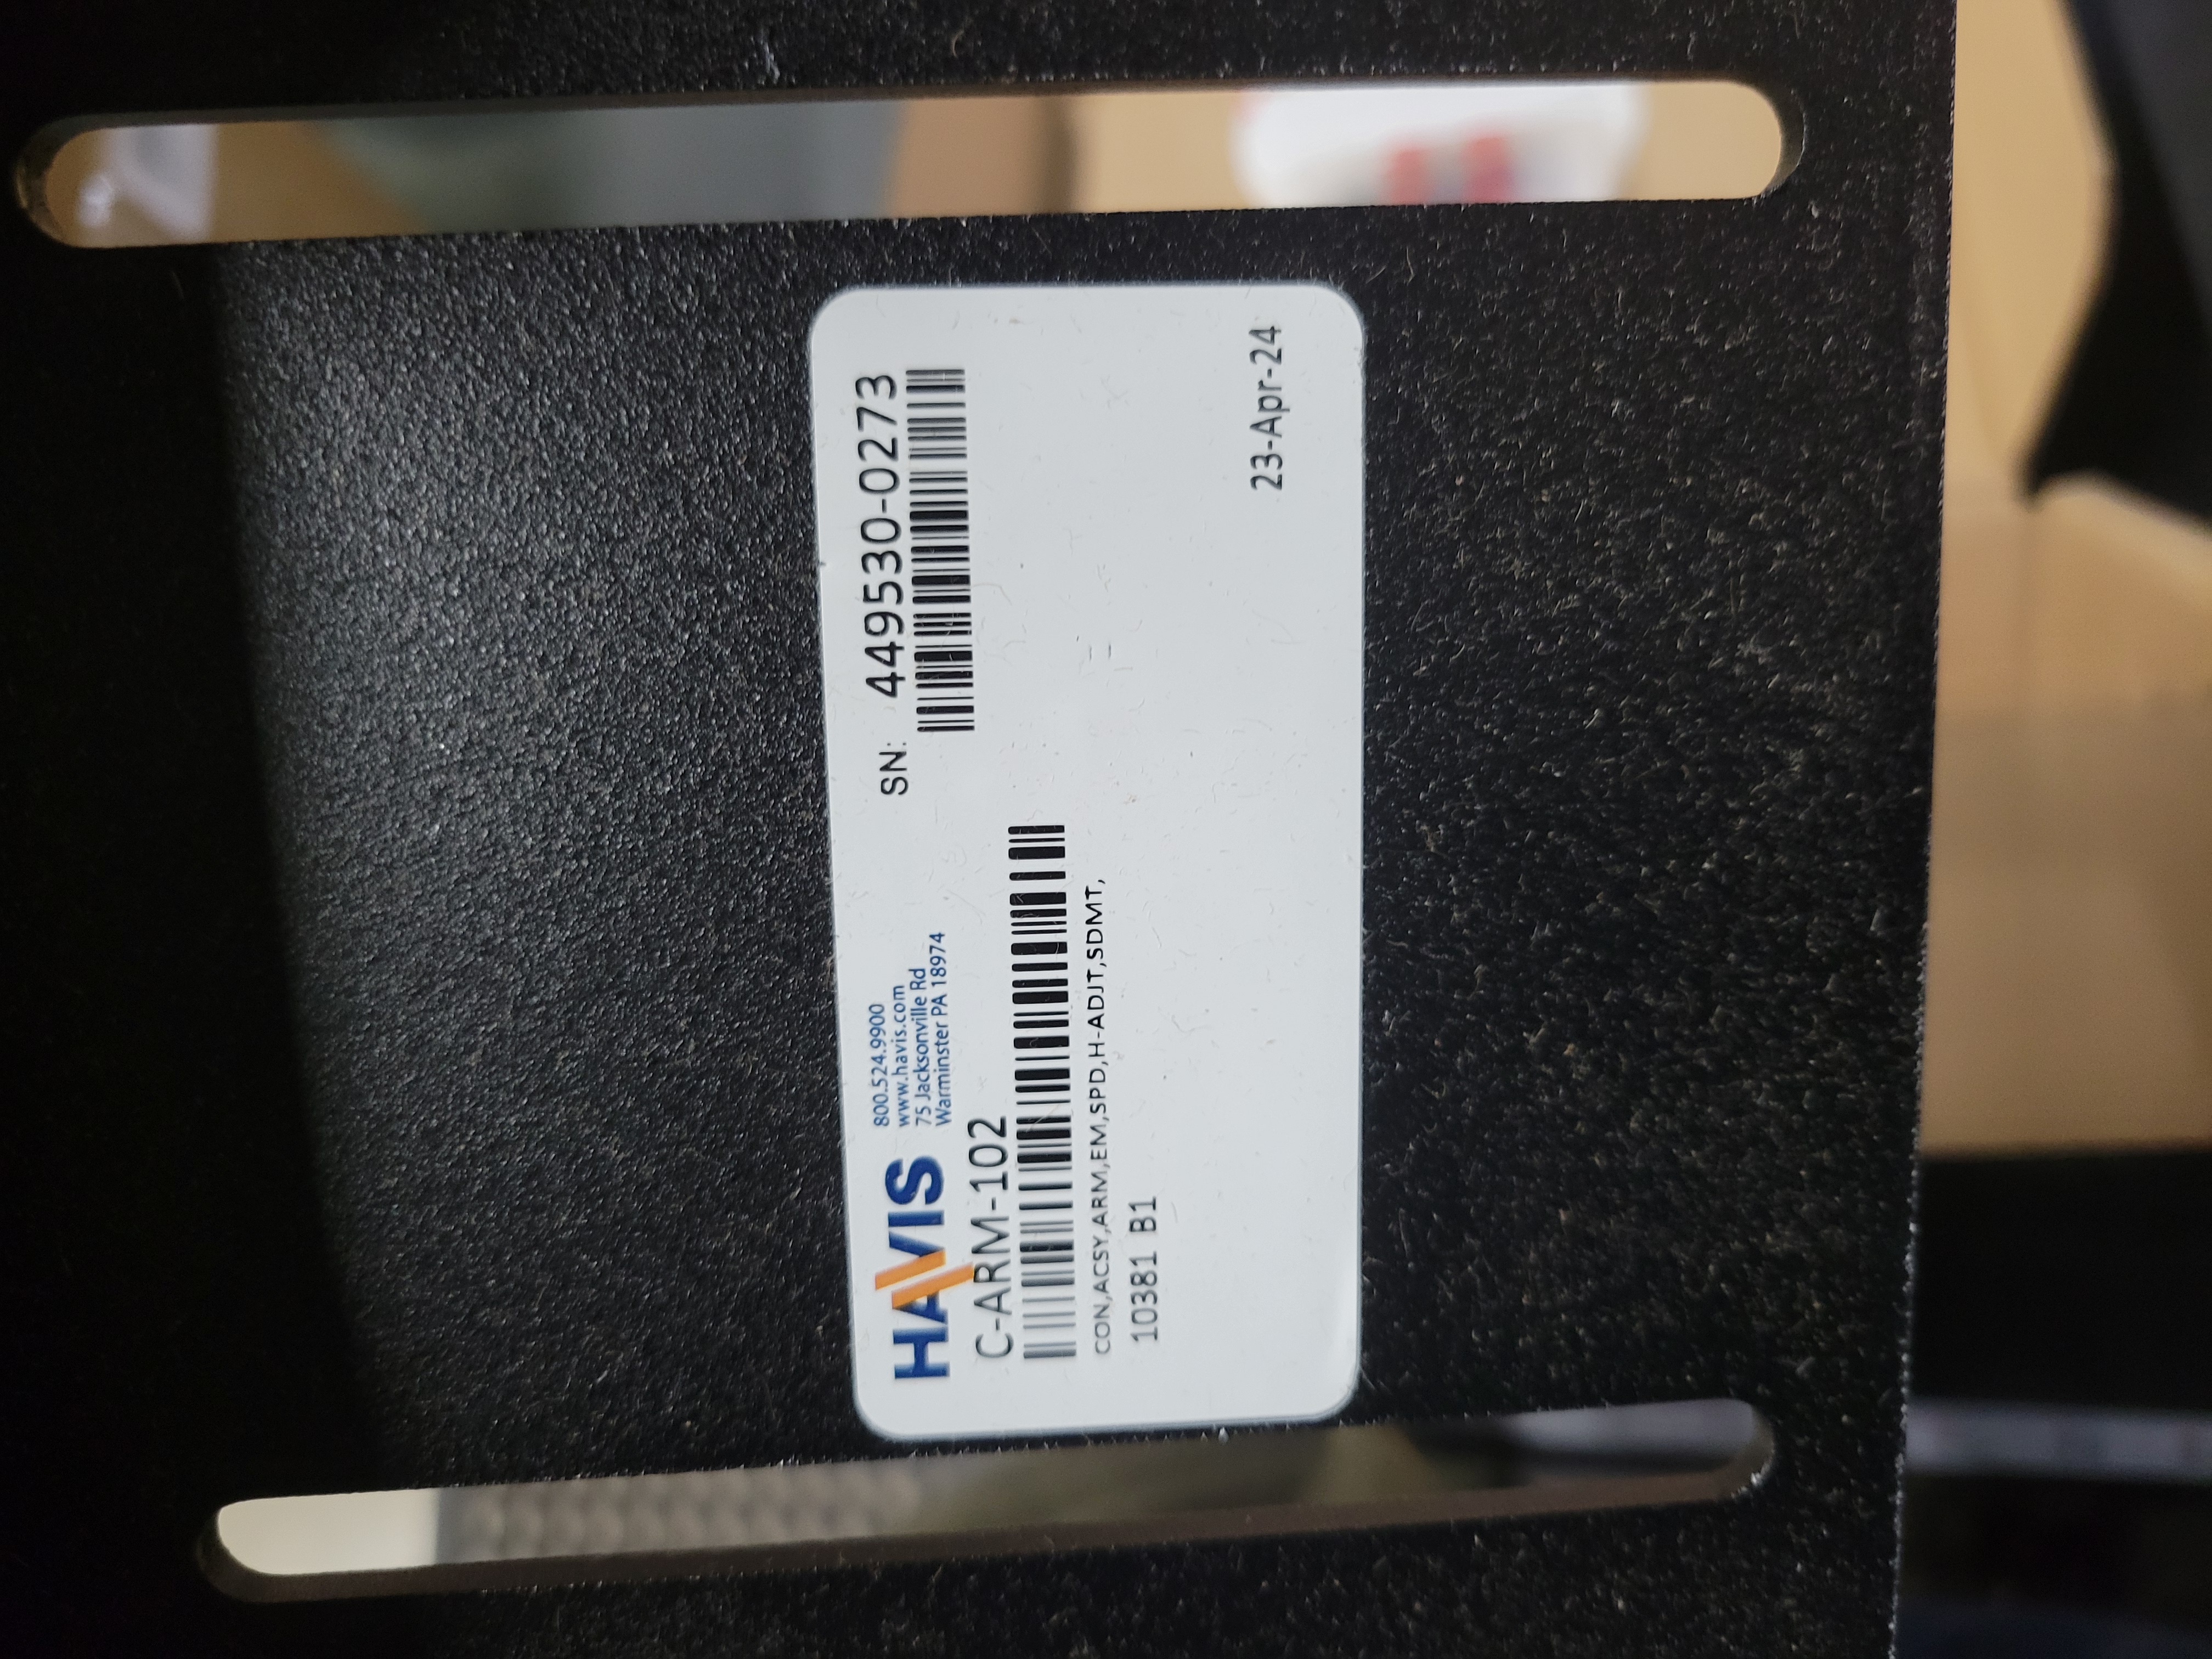 HAVIS
800.524.9900
www.havis.com
75 Jacksonville Rd
Warminster PA 18974
SN: 449530-0273
C-ARM-102
CON,ACSY,ARM,EM,SPD,H-ADJT,SDMT,
10381 B1
23-Apr-24